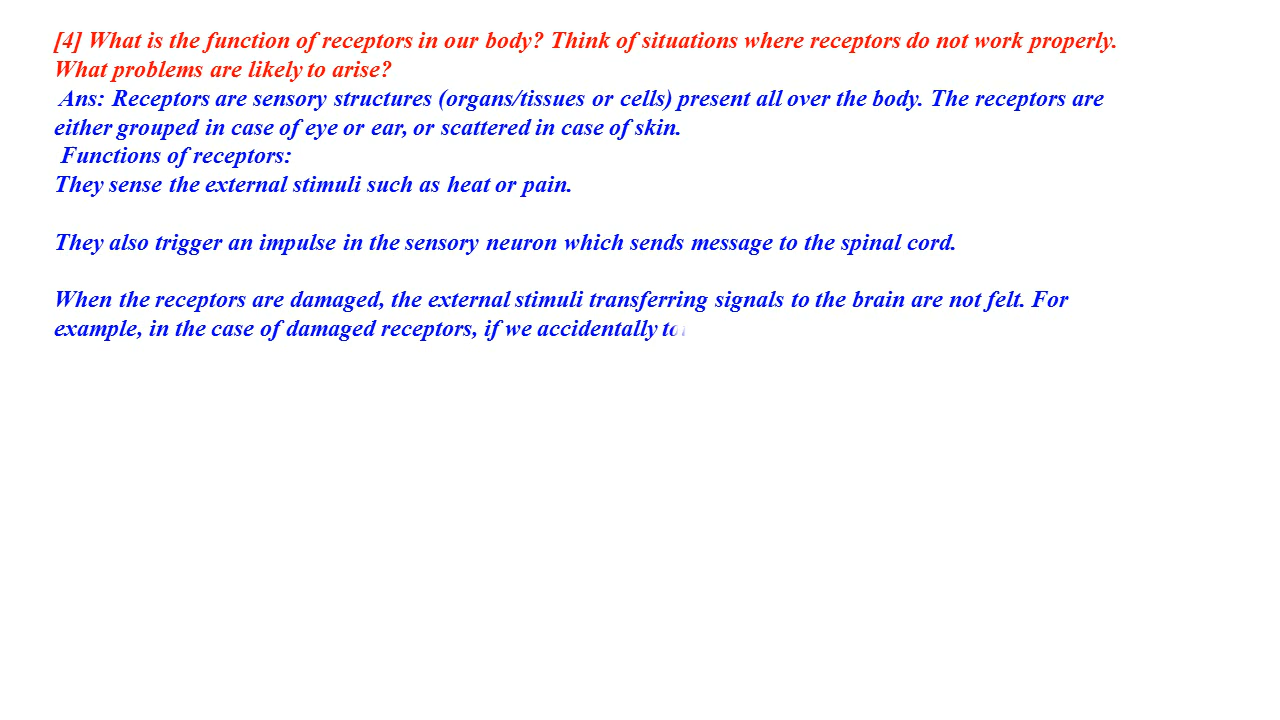 [4] What is the function of receptors in our body? Think of situations where receptors do not work properly.
What problems are likely to arise?
Ans: Receptors are sensory structures (organs/tissues or cells) present all over the body. The receptors are
either grouped in case of eye or ear, or scattered in case of skin.
Functions of receptors:
They sense the external stimuli such as heat or pain.
They also trigger an impulse in the sensory neuron which sends message to the spinal cord.
When the receptors are damaged, the external stimuli transferring signals to the brain are not felt. For
example, in the case of damaged receptors, if we accidentally